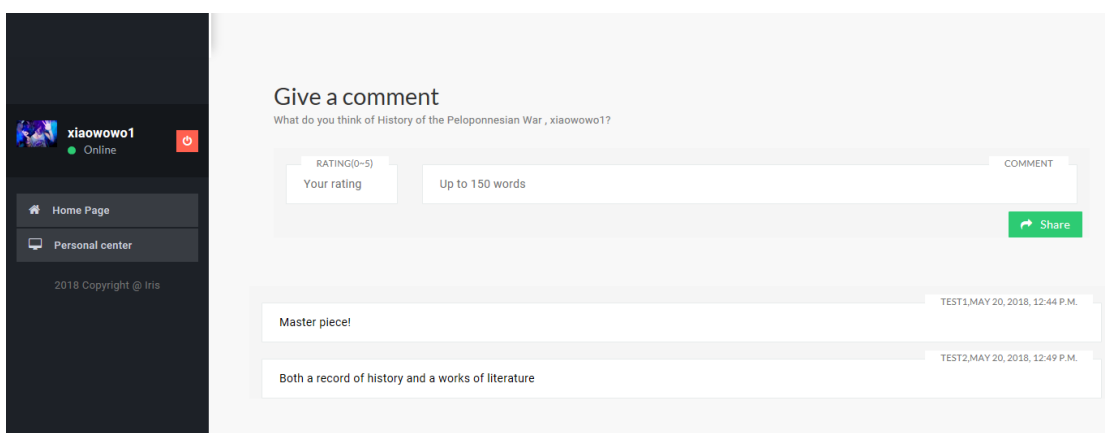 xiaowowo1
Online
Home Page
Personal center
2018 Copyright @ Iris
Give a comment
What do you think of History of the Peloponnesian War , xiaowowo1?
RATING(0~5)
Your rating
COMMENT
Up to 150 words
Share
TEST1,MAY 20, 2018, 12:44 P.M.
Master piece!
TEST2,MAY 20, 2018, 12:49 P.M.
Both a record of history and a works of literature